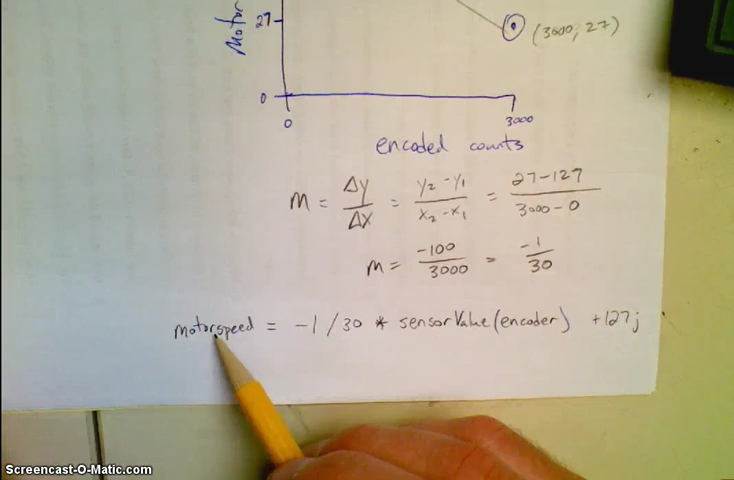 Motor
27
(3000, 27)
0
0
3000
encoded counts
M = Δy/Δx = y₂-y₁/x₂-x₁ = 27-127/3000-0
M = -100/3000 = -1/30
motorspeed = -1/30 * sensorValue(encoder) +127;
Screencast-O-Matic.com